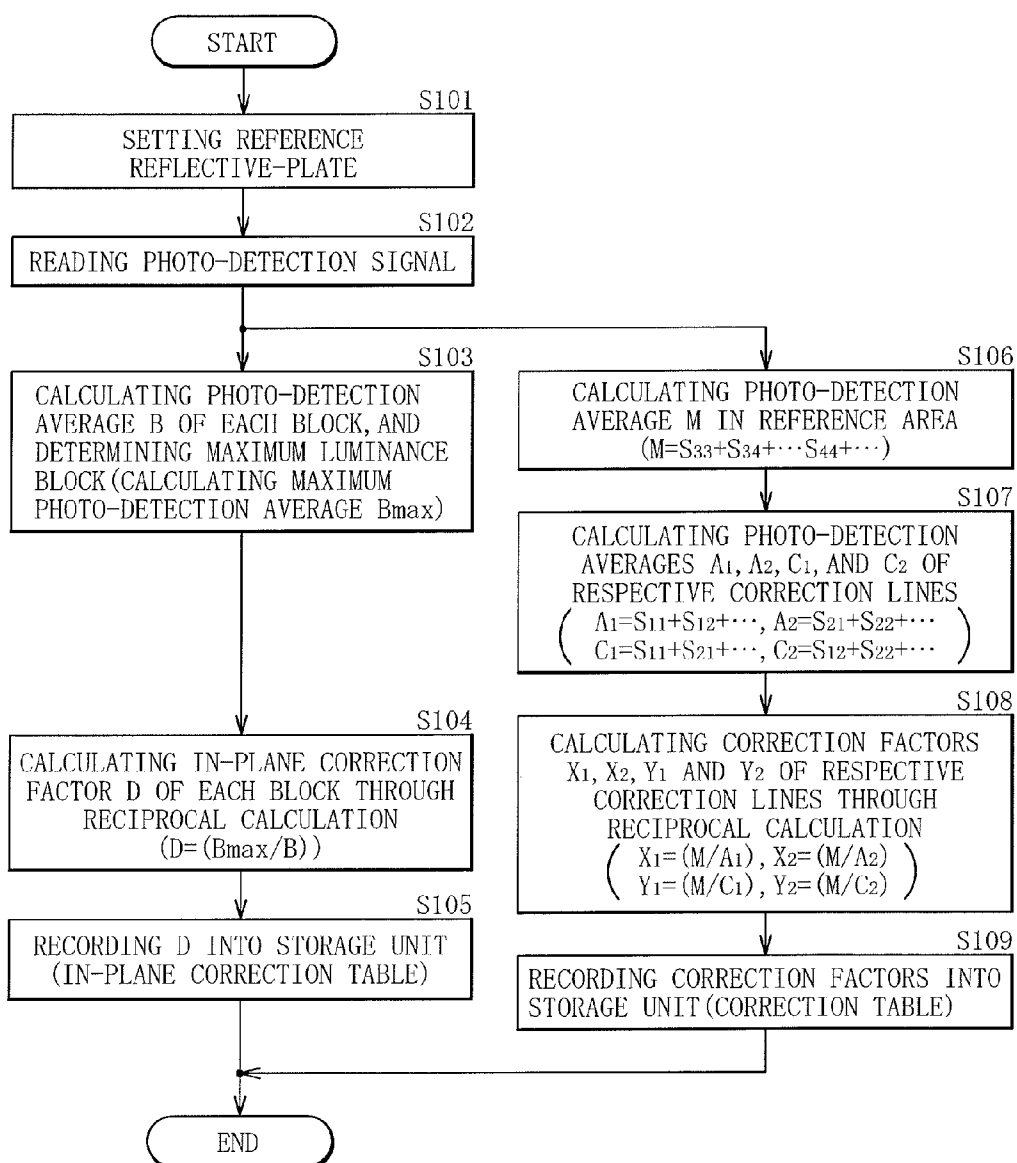 START
S101
SETTING REFERENCE
REFLECTIVE-PLATE
S102
READING PHOTO-DETECTION SIGNAL
S103
CALCULATING PHOTO-DETECTION
AVERAGE B OF EACH BLOCK, AND
DETERMINING MAXIMUM LUMINANCE
BLOCK(CALCULATING MAXIMUM
PHOTO-DETECTION AVERAGE Bmax)
S104
CALCULATING IN-PLANE CORRECTION
FACTOR D OF EACH BLOCK THROUGH
RECIPROCAL CALCULATION
(D=(Bmax/B))
S105
RECORDING D INTO STORAGE UNIT
(IN-PLANE CORRECTION TABLE)
S106
CALCULATING PHOTO-DETECTION
AVERAGE M IN REFERENCE AREA
(M=S33+S34+···S44+···)
S107
CALCULATING PHOTO-DETECTION
AVERAGES A1, A2, C1, AND C2 OF
RESPECTIVE CORRECTION LINES
(A1=S11+S12+···, A2=S21+S22+···
C1=S11+S21+···, C2=S12+S22+···)
S108
CALCULATING CORRECTION FACTORS
X1, X2, Y1 AND Y2 OF RESPECTIVE
CORRECTION LINES THROUGH
RECIPROCAL CALCULATION
(X1=(M/A1), X2=(M/A2)
Y1=(M/C1), Y2=(M/C2))
S109
RECORDING CORRECTION FACTORS INTO
STORAGE UNIT(CORRECTION TABLE)
END